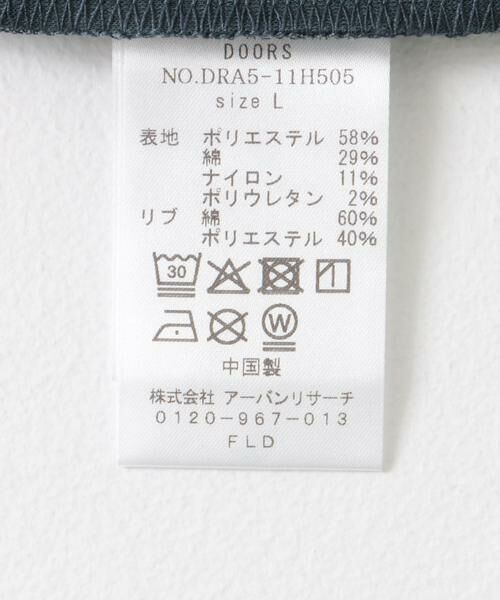 DOORS
NO.DRA5-11H505
size L
表地 ポリエステル 58%
綿 29%
ナイロン 11%
ポリウレタン 2%
リブ 綿 60%
ポリエステル 40%
30
W
中国製
株式会社 アーバンリサーチ
0120-967-013
FLD